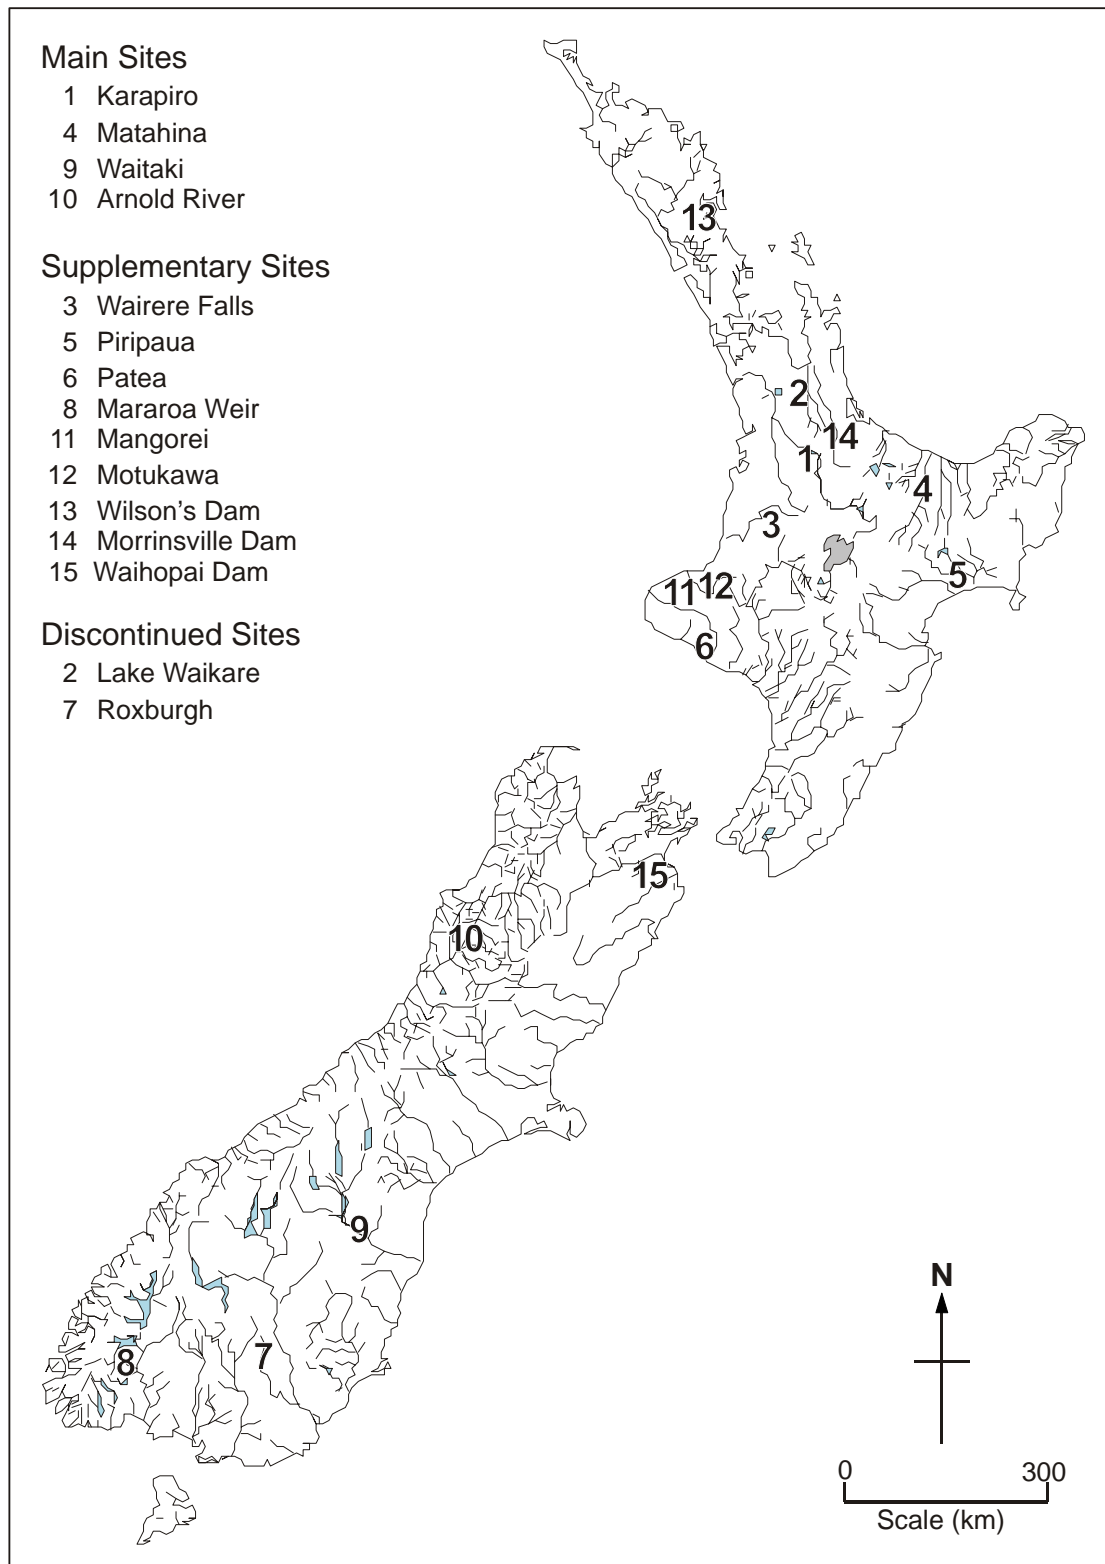 Main Sites
1 Karapiro
4 Matahina
9 Waitaki
10 Arnold River
Supplementary Sites
3 Wairere Falls
5 Piripaua
6 Patea
8 Mararoa Weir
11 Mangorei
12 Motukawa
13 Wilson's Dam
14 Morrinsville Dam
15 Waihopai Dam
Discontinued Sites
2 Lake Waikare
7 Roxburgh
13
2
14
1
4
3
5
11 12
6
15
10
9
7
8
N
0 300
Scale (km)